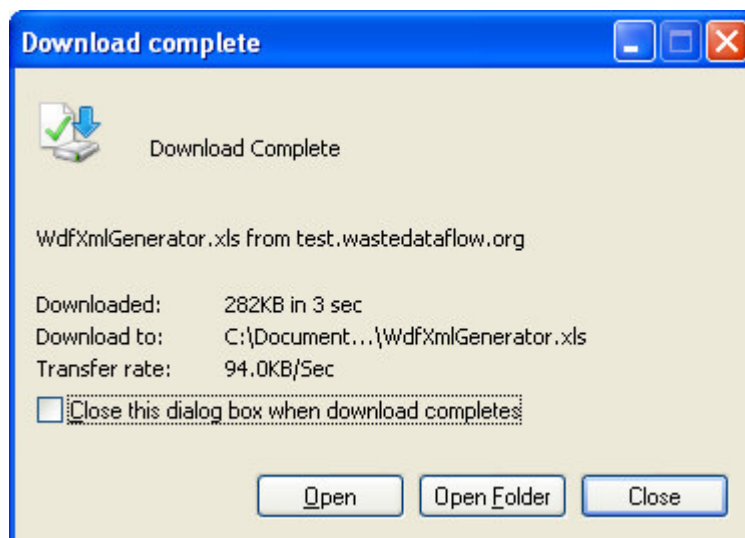 Download complete
Download Complete
WdfXmlGenerator.xls from test.wastedataflow.org
Downloaded: 282KB in 3 sec
Download to: C:\Document...\WdfXmlGenerator.xls
Transfer rate: 94.0KB/Sec
Close this dialog box when download completes
Open Open Folder Close